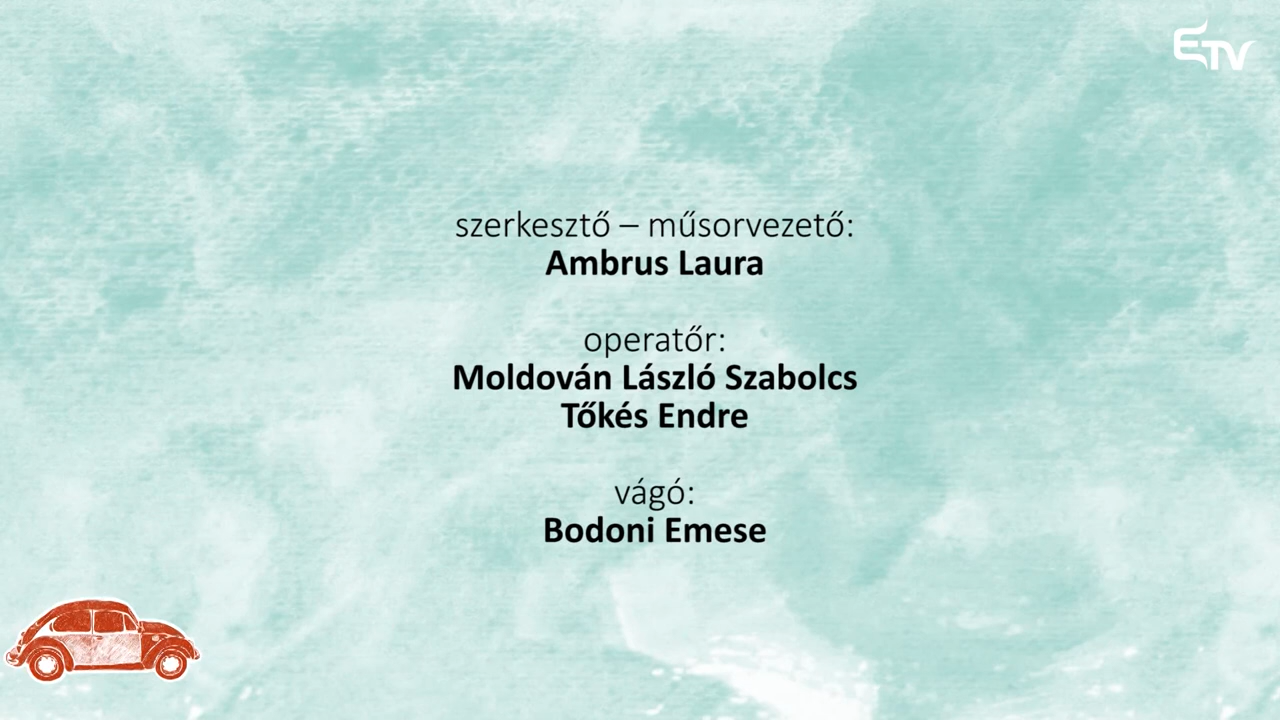 ETV
szerkesztő – műsorvezető:
Ambrus Laura
operatőr:
Moldován László Szabolcs
Tőkés Endre
vágó:
Bodoni Emese